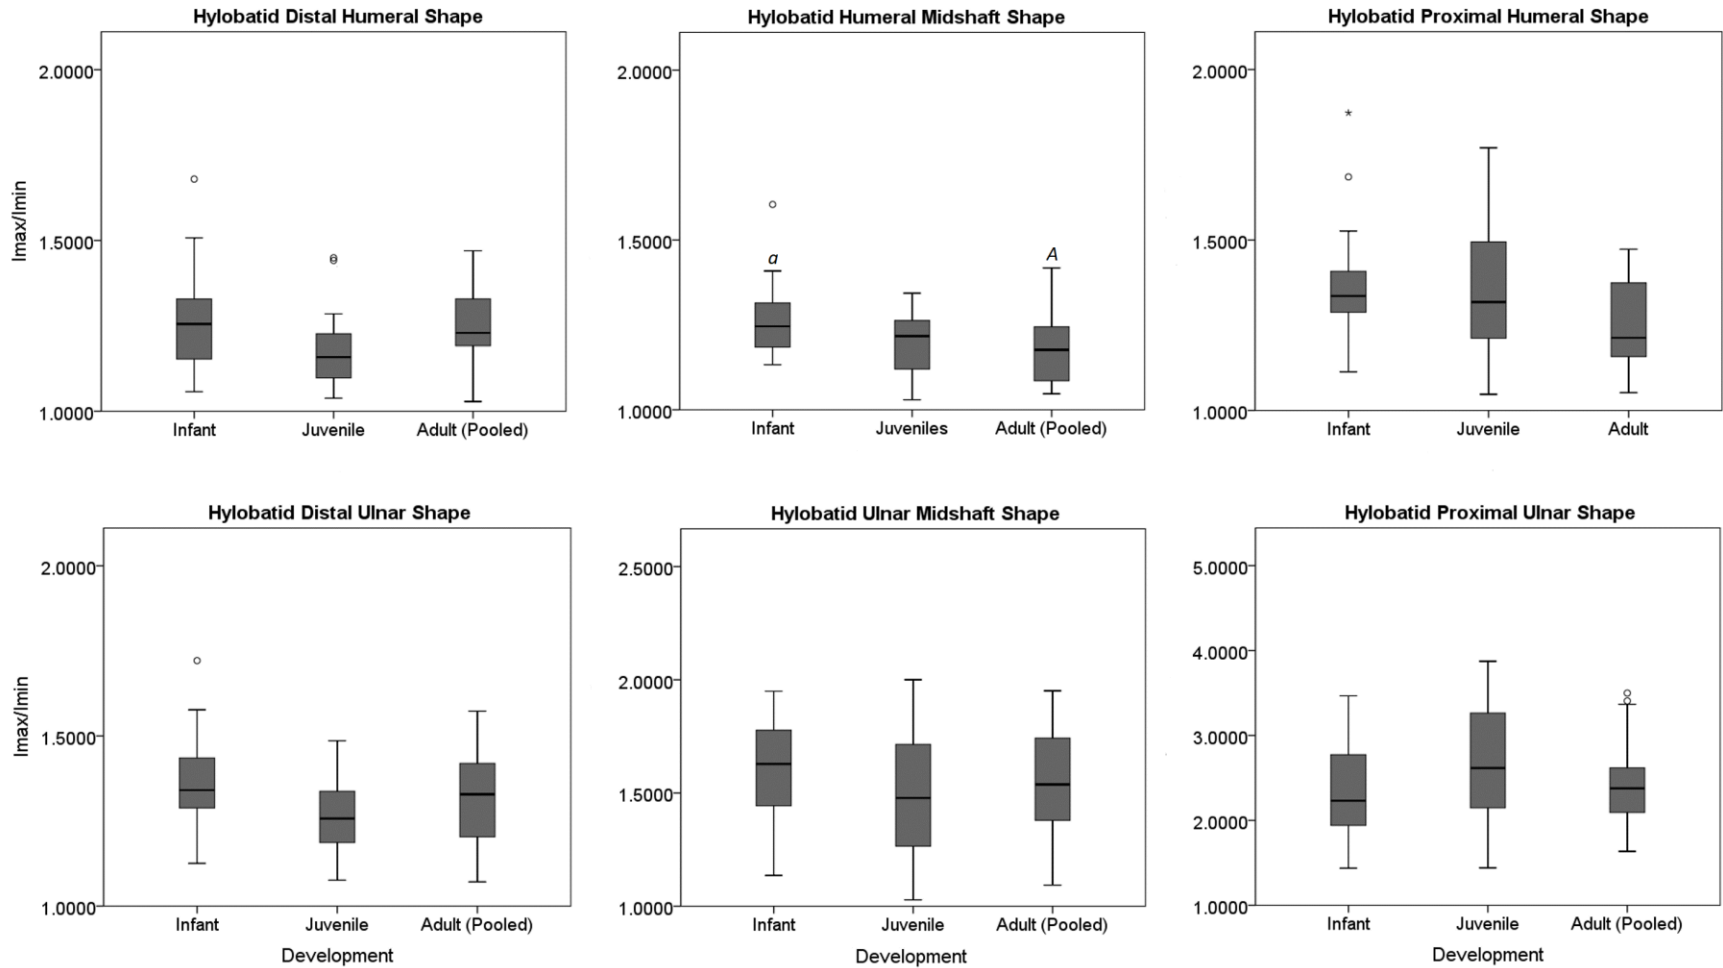 Hylobatid Distal Humeral Shape
Imax/Imin
2.0000
1.5000
1.0000
Infant Juvenile Adult (Pooled)
Hylobatid Humeral Midshaft Shape
2.0000
1.5000
1.0000
a
A
Infant Juveniles Adult (Pooled)
Hylobatid Proximal Humeral Shape
2.0000
1.5000
1.0000
*
Infant Juvenile Adult
Hylobatid Distal Ulnar Shape
Imax/Imin
2.0000
1.5000
1.0000
Infant Juvenile Adult (Pooled)
Development
Hylobatid Ulnar Midshaft Shape
2.5000
2.0000
1.5000
1.0000
Infant Juvenile Adult (Pooled)
Development
Hylobatid Proximal Ulnar Shape
5.0000
4.0000
3.0000
2.0000
1.0000
Infant Juvenile Adult (Pooled)
Development